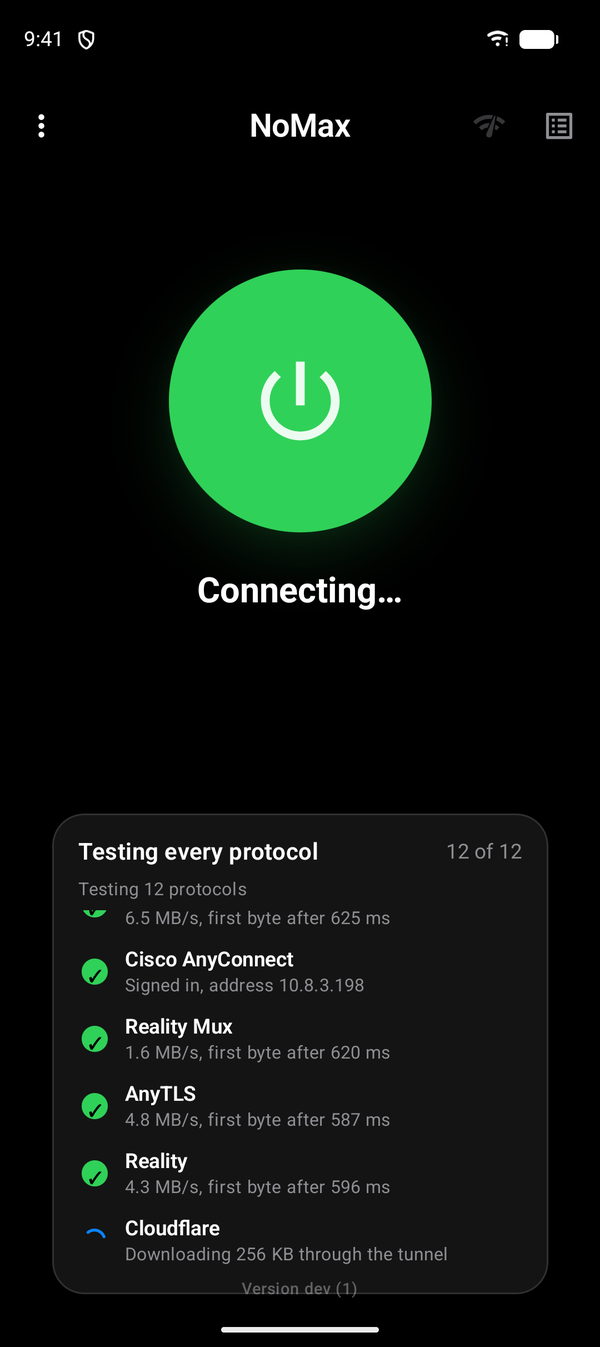 9:41
NoMax
Connecting…
Testing every protocol
12 of 12
Testing 12 protocols
6.5 MB/s, first byte after 625 ms
Cisco AnyConnect
Signed in, address 10.8.3.198
Reality Mux
1.6 MB/s, first byte after 620 ms
AnyTLS
4.8 MB/s, first byte after 587 ms
Reality
4.3 MB/s, first byte after 596 ms
Cloudflare
Downloading 256 KB through the tunnel
Version dev (1)